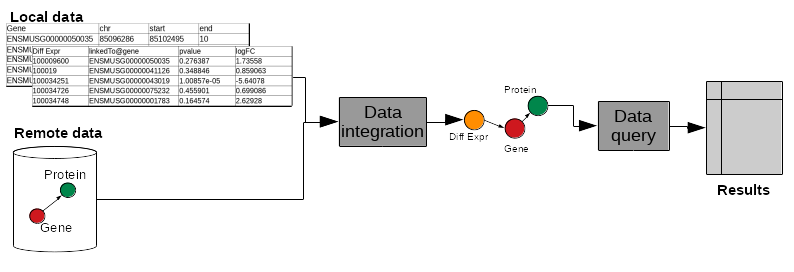 Local data
Gene chr start end
ENSMUSG00000050035 85096286 85102495 10
ENSMU
ENSM
ENSM
ENSM
Diff Expr linkedTo@gene pvalue logFC
100009600 ENSMUSG00000050035 0.276387 1.73558
100019 ENSMUSG00000041126 0.348846 0.859063
100034251 ENSMUSG00000043019 1.00857e-05 -5.64078
100034726 ENSMUSG00000075232 0.455901 0.699086
100034748 ENSMUSG00000001783 0.164574 2.62928
Remote data
Protein
Gene
Data
integration
Diff Expr
Gene
Protein
Data
query
Results